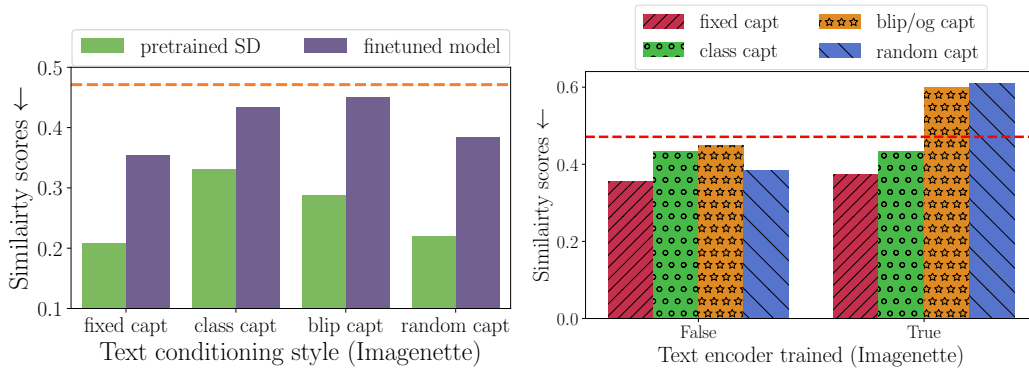 pretrained SD finetuned model
0.5
0.4
0.3
0.2
0.1
Similairty scores ←
fixed capt class capt blip capt random capt
Text conditioning style (Imagenette)
fixed capt blip/og capt
class capt random capt
0.6
0.4
0.2
0.0
Similairty scores ←
False True
Text encoder trained (Imagenette)